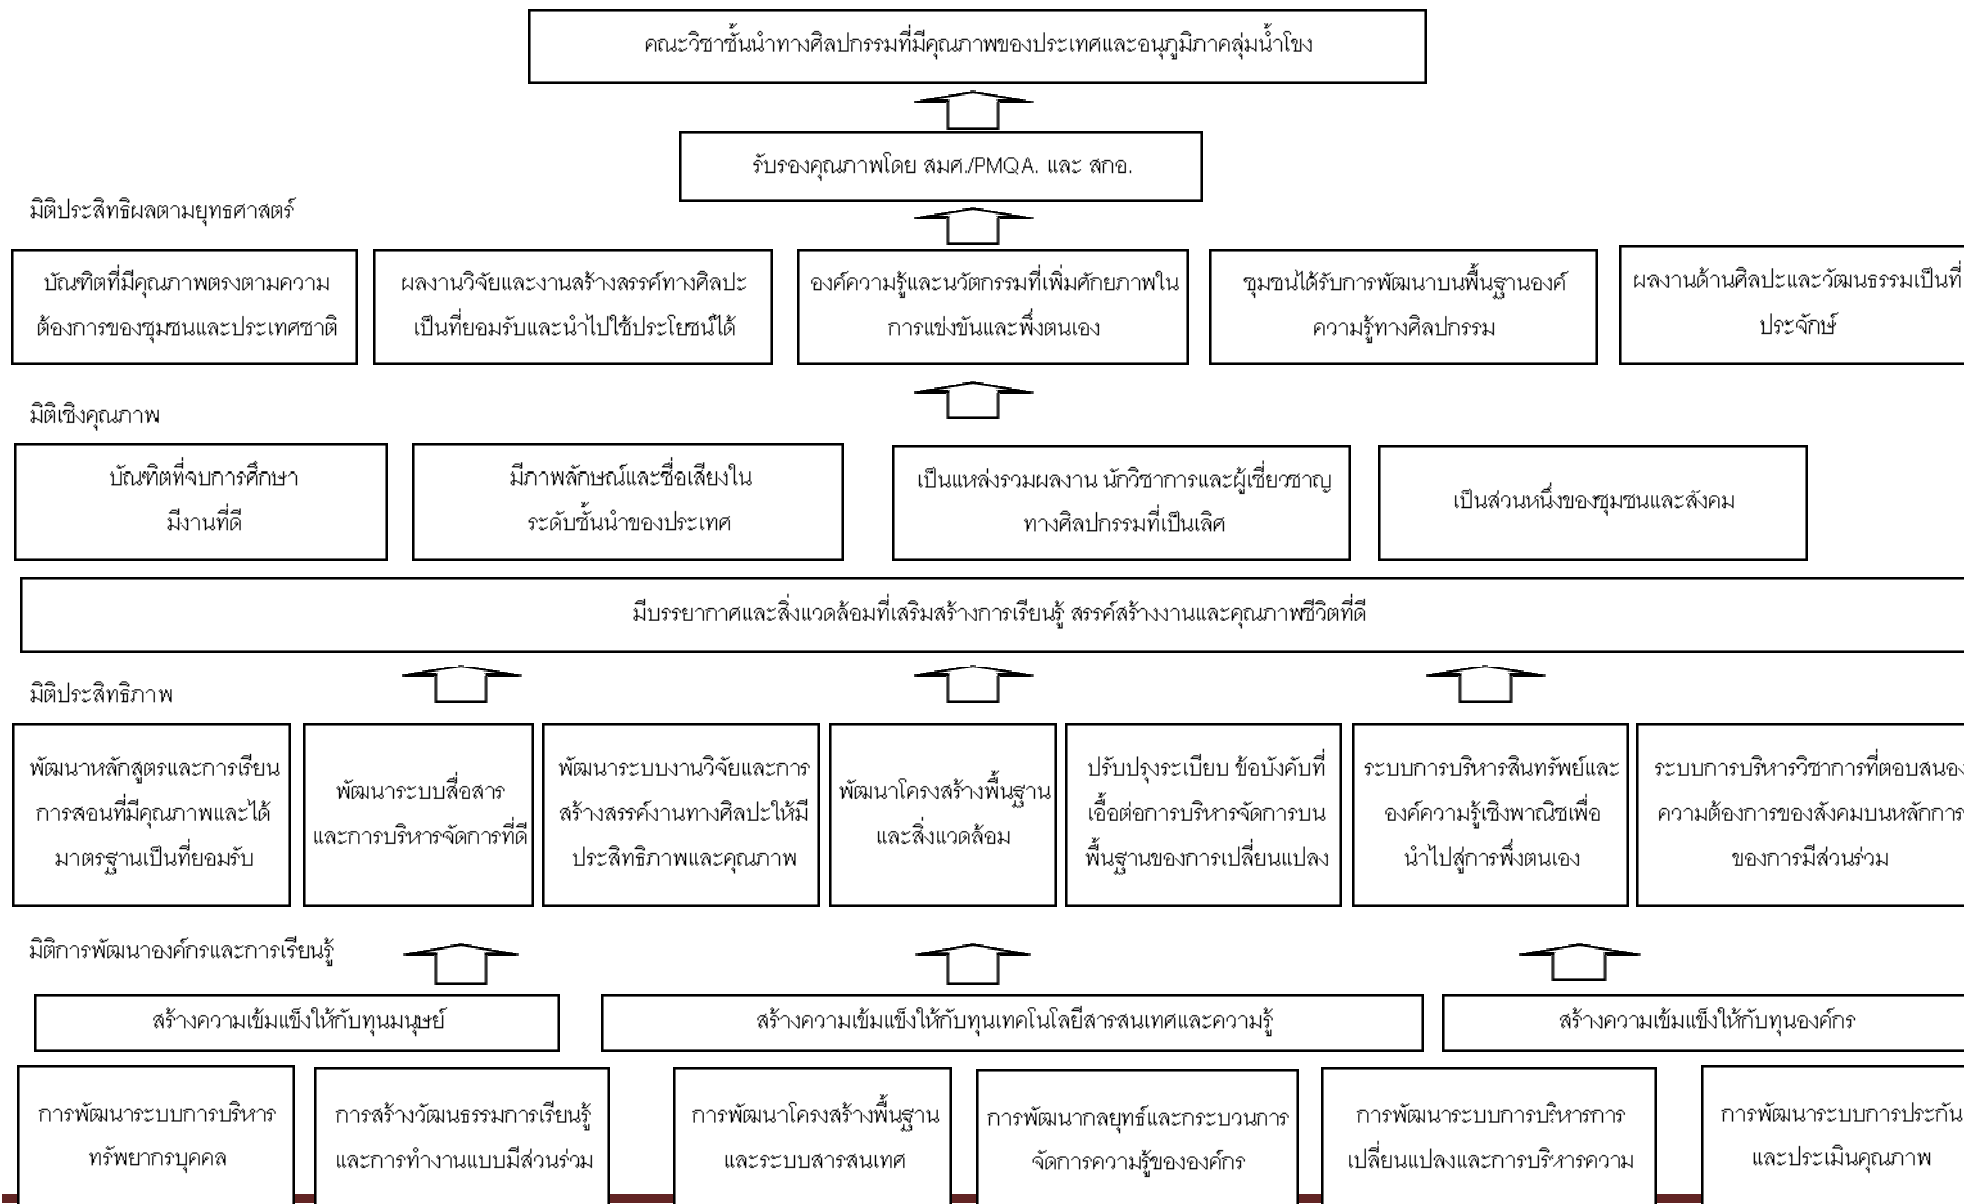 คณะวิชาชั้นนำทางศิลปกรรมที่มีคุณภาพของประเทศและอนุภูมิภาคลุ่มน้ำโขง
รับรองคุณภาพโดย สมศ./PMQA. และ สกอ.
มิติประสิทธิผลตามยุทธศาสตร์
บัณฑิตที่มีคุณภาพตรงตามความ
ต้องการของชุมชนและประเทศชาติ
ผลงานวิจัยและงานสร้างสรรค์ทางศิลปะ
เป็นที่ยอมรับและนำไปใช้ประโยชน์ได้
องค์ความรู้และนวัตกรรมที่เพิ่มศักยภาพใน
การแข่งขันและพึ่งตนเอง
ชุมชนได้รับการพัฒนาบนพื้นฐานองค์
ความรู้ทางศิลปกรรม
ผลงานด้านศิลปะและวัฒนธรรมเป็นที่
ประจักษ์
มิติเชิงคุณภาพ
บัณฑิตที่จบการศึกษา
มีงานที่ดี
มีภาพลักษณ์และชื่อเสียงใน
ระดับชั้นนำของประเทศ
เป็นแหล่งรวมผลงาน นักวิชาการและผู้เชี่ยวชาญ
ทางศิลปกรรมที่เป็นเลิศ
เป็นส่วนหนึ่งของชุมชนและสังคม
มีบรรยากาศและสิ่งแวดล้อมที่เสริมสร้างการเรียนรู้ สรรค์สร้างงานและคุณภาพชีวิตที่ดี
มิติประสิทธิภาพ
พัฒนาหลักสูตรและการเรียน
การสอนที่มีคุณภาพและได้
มาตรฐานเป็นที่ยอมรับ
พัฒนาระบบสื่อสาร
และการบริหารจัดการที่ดี
พัฒนาระบบงานวิจัยและการ
สร้างสรรค์งานทางศิลปะให้มี
ประสิทธิภาพและคุณภาพ
พัฒนาโครงสร้างพื้นฐาน
และสิ่งแวดล้อม
ปรับปรุงระเบียบ ข้อบังคับที่
เอื้อต่อการบริหารจัดการบน
พื้นฐานของการเปลี่ยนแปลง
ระบบการบริหารสินทรัพย์และ
องค์ความรู้เชิงพาณิชเพื่อ
นำไปสู่การพึ่งตนเอง
ระบบการบริหารวิชาการที่ตอบสนอง
ความต้องการของสังคมบนหลักการ
ของการมีส่วนร่วม
มิติการพัฒนาองค์กรและการเรียนรู้
สร้างความเข้มแข็งให้กับทุนมนุษย์
สร้างความเข้มแข็งให้กับทุนเทคโนโลยีสารสนเทศและความรู้
สร้างความเข้มแข็งให้กับทุนองค์กร
การพัฒนาระบบการบริหาร
ทรัพยากรบุคคล
การสร้างวัฒนธรรมการเรียนรู้
และการทำงานแบบมีส่วนร่วม
การพัฒนาโครงสร้างพื้นฐาน
และระบบสารสนเทศ
การพัฒนากลยุทธ์และกระบวนการ
จัดการความรู้ขององค์กร
การพัฒนาระบบการบริหารการ
เปลี่ยนแปลงและการบริหารความ
การพัฒนาระบบการประกัน
และประเมินคุณภาพ